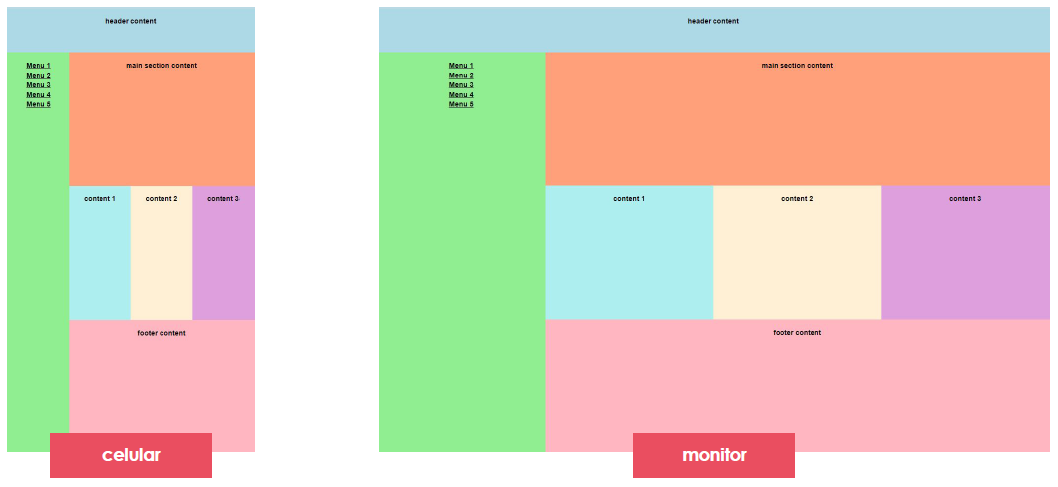 header content
Menu 1
Menu 2
Menu 3
Menu 4
Menu 5
main section content
content 1
content 2
content 3
footer content
celular
header content
Menu 1
Menu 2
Menu 3
Menu 4
Menu 5
main section content
content 1
content 2
content 3
footer content
monitor